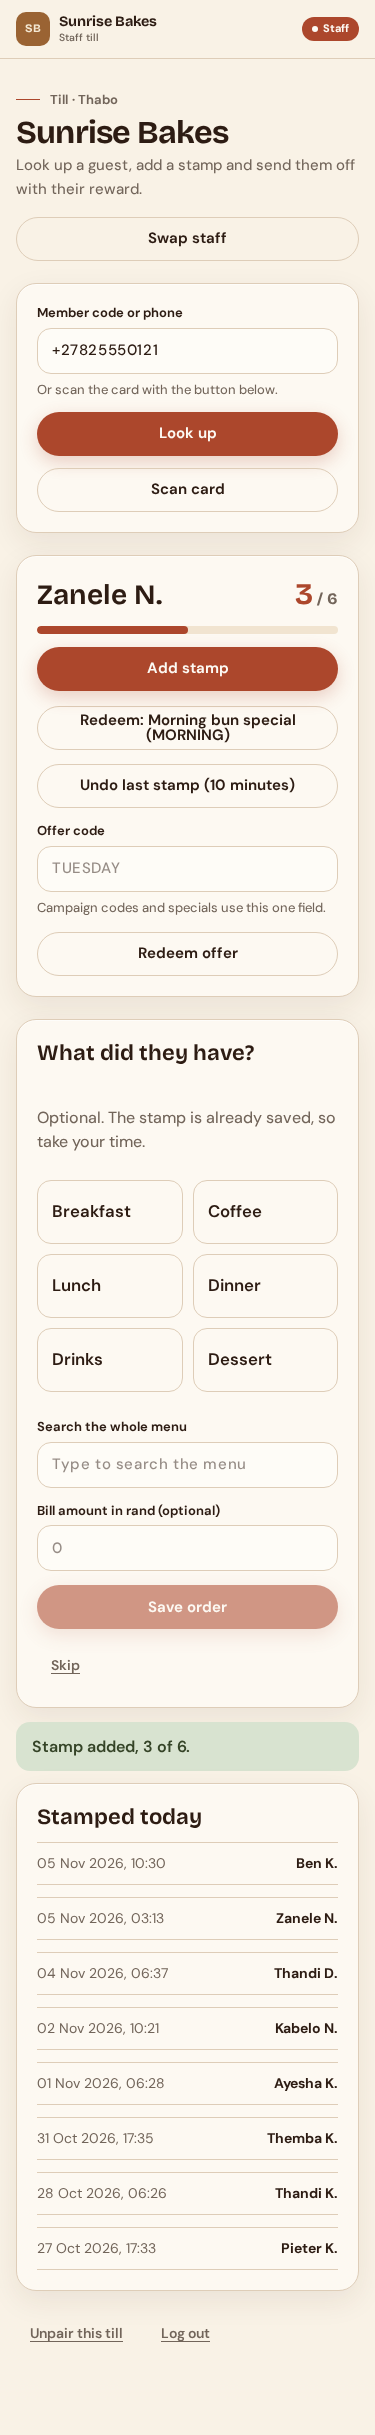 SB
Sunrise Bakes
Staff till
Staff
Till · Thabo
Sunrise Bakes
Look up a guest, add a stamp and send them off
with their reward.
Swap staff
Member code or phone
+27825550121
Or scan the card with the button below.
Look up
Scan card
Zanele N.
3 / 6
Add stamp
Redeem: Morning bun special
(MORNING)
Undo last stamp (10 minutes)
Offer code
TUESDAY
Campaign codes and specials use this one field.
Redeem offer
What did they have?
Optional. The stamp is already saved, so
take your time.
Breakfast
Coffee
Lunch
Dinner
Drinks
Dessert
Search the whole menu
Type to search the menu
Bill amount in rand (optional)
0
Save order
Skip
Stamp added, 3 of 6.
Stamped today
05 Nov 2026, 10:30 Ben K.
05 Nov 2026, 03:13 Zanele N.
04 Nov 2026, 06:37 Thandi D.
02 Nov 2026, 10:21 Kabelo N.
01 Nov 2026, 06:28 Ayesha K.
31 Oct 2026, 17:35 Themba K.
28 Oct 2026, 06:26 Thandi K.
27 Oct 2026, 17:33 Pieter K.
Unpair this till
Log out